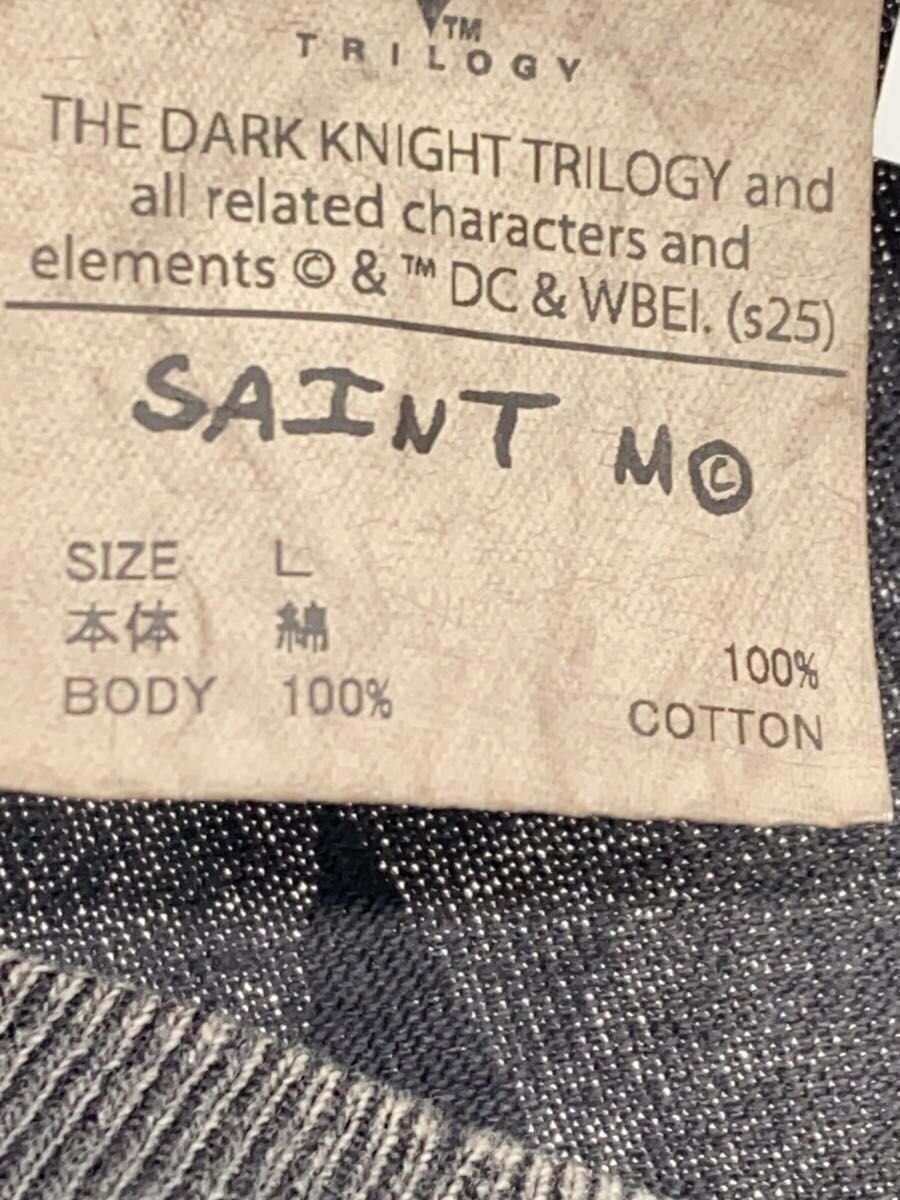 ™
TRILOGY
THE DARK KNIGHT TRILOGY and
all related characters and
elements © & ™ DC & WBEI. (s25)
SAINT M©
SIZE L
本体 綿 100%
BODY 100% COTTON